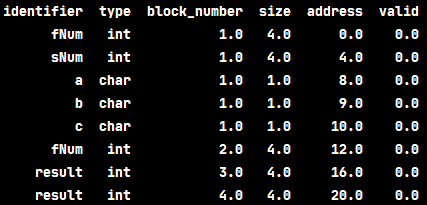 identifier type block_number size address valid
fNum int 1.0 4.0 0.0 0.0
sNum int 1.0 4.0 4.0 0.0
a char 1.0 1.0 8.0 0.0
b char 1.0 1.0 9.0 0.0
c char 1.0 1.0 10.0 0.0
fNum int 2.0 4.0 12.0 0.0
result int 3.0 4.0 16.0 0.0
result int 4.0 4.0 20.0 0.0